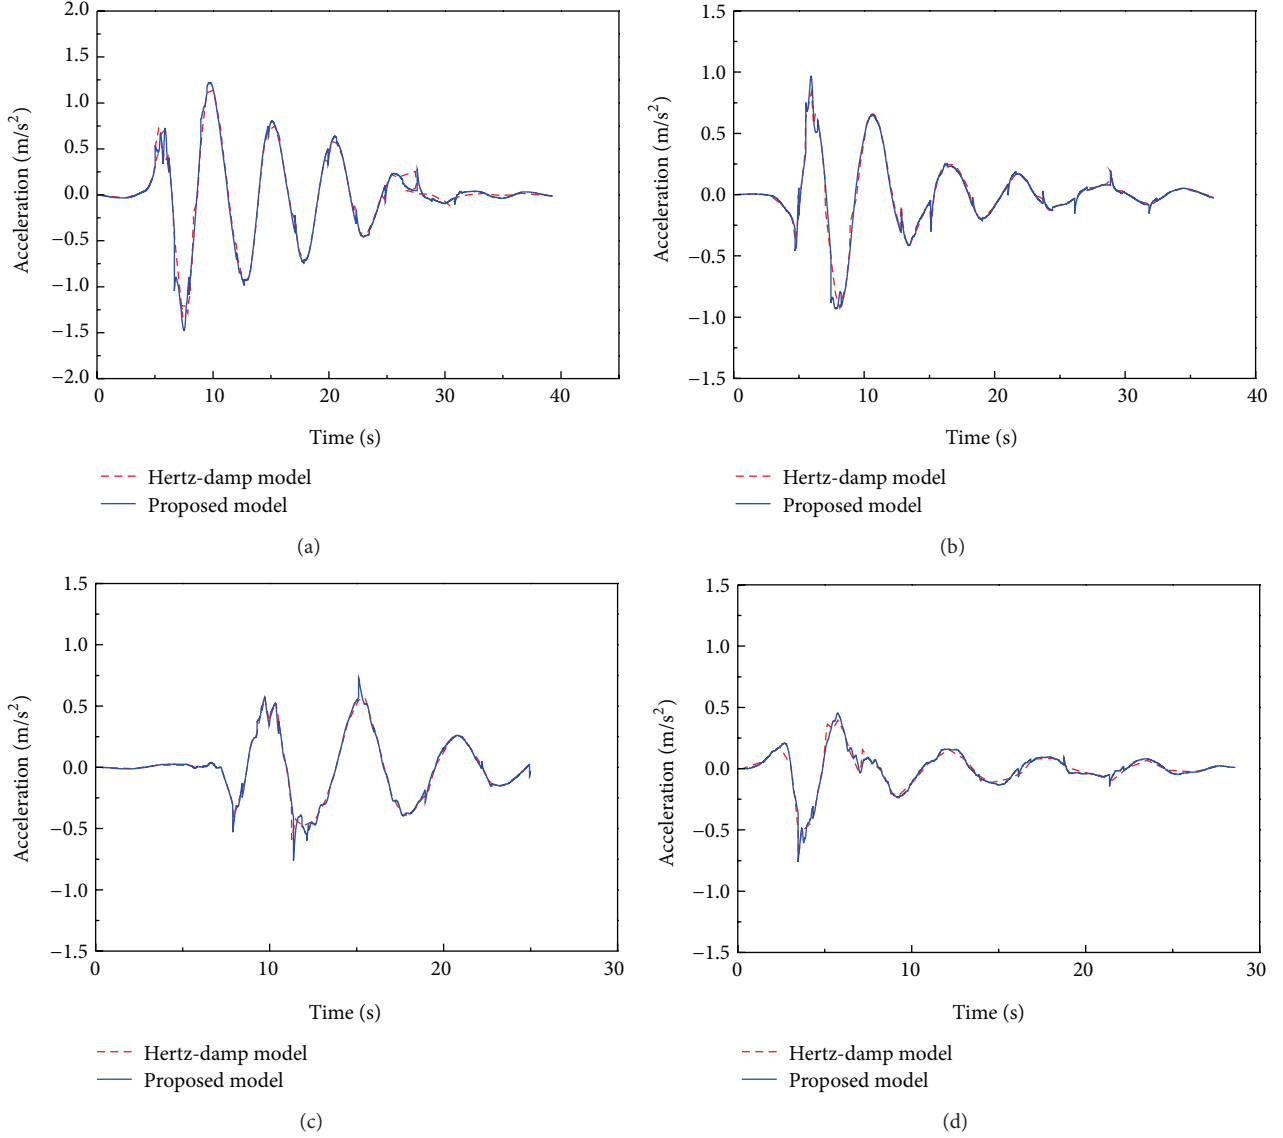 2.0
1.5
1.0
0.5
0.0
−0.5
−1.0
−1.5
−2.0
Acceleration (m/s²)
0 10 20 30 40
Time (s)
Hertz-damp model
Proposed model
(a)
1.5
1.0
0.5
0.0
−0.5
−1.0
−1.5
Acceleration (m/s²)
0 10 20 30 40
Time (s)
Hertz-damp model
Proposed model
(b)
1.5
1.0
0.5
0.0
−0.5
−1.0
−1.5
Acceleration (m/s²)
0 10 20 30
Time (s)
Hertz-damp model
Proposed model
(c)
1.5
1.0
0.5
0.0
−0.5
−1.0
−1.5
Acceleration (m/s²)
0 10 20 30
Time (s)
Hertz-damp model
Proposed model
(d)